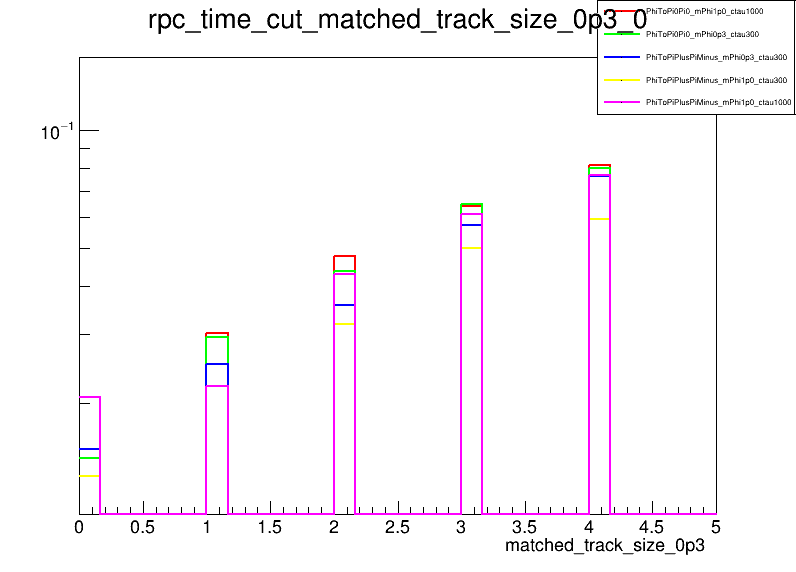 rpc_time_cut_matched_track_size_0p3_0
PhiToPi0Pi0_mPhi1p0_ctau1000
PhiToPi0Pi0_mPhi0p3_ctau300
PhiToPiPlusPiMinus_mPhi0p3_ctau300
PhiToPiPlusPiMinus_mPhi1p0_ctau300
PhiToPiPlusPiMinus_mPhi1p0_ctau1000
10⁻¹
0 0.5 1 1.5 2 2.5 3 3.5 4 4.5 5
matched_track_size_0p3